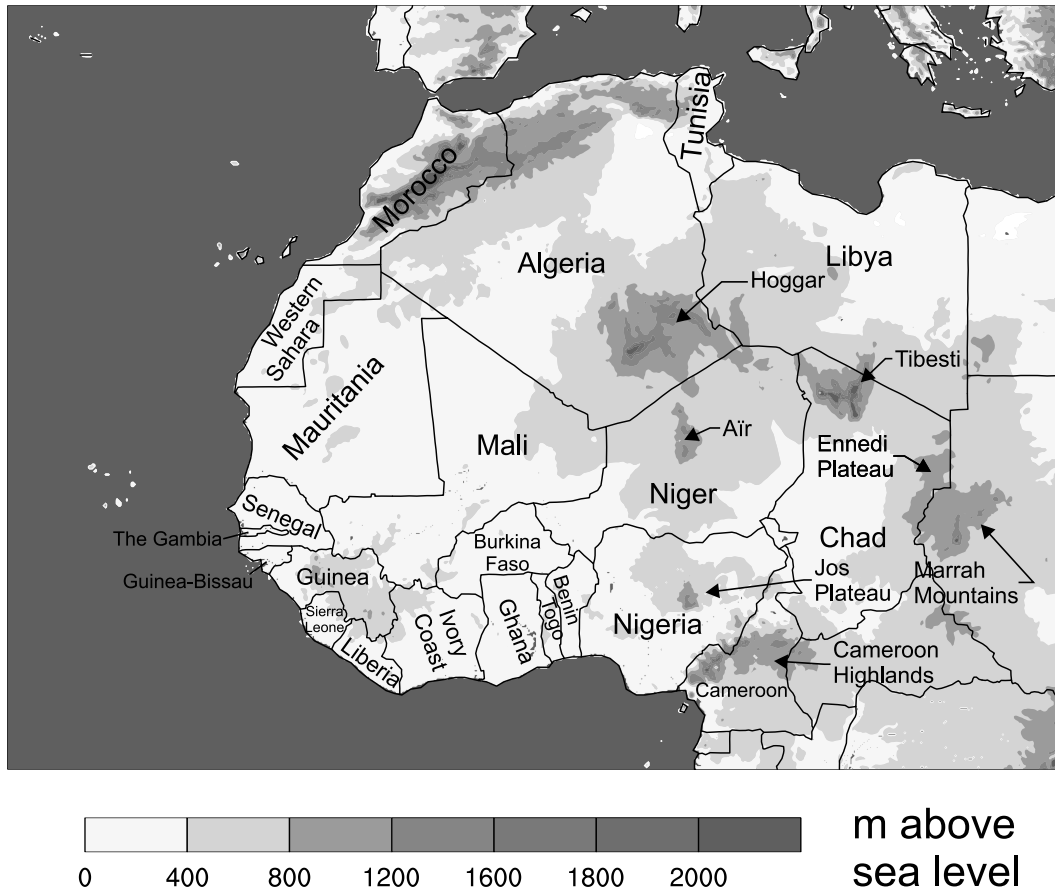 Tunisia
Morocco
Algeria
Libya
Hoggar
Western
Sahara
Tibesti
Mauritania
Aïr
Mali
Ennedi
Plateau
Niger
Senegal
The Gambia
Chad
Burkina
Faso
Guinea-Bissau
Guinea
Jos
Plateau
Marrah
Mountains
Benin
Togo
Sierra
Leone
Ivory
Coast
Ghana
Nigeria
Liberia
Cameroon
Highlands
Cameroon
m above
sea level
0 400 800 1200 1600 1800 2000